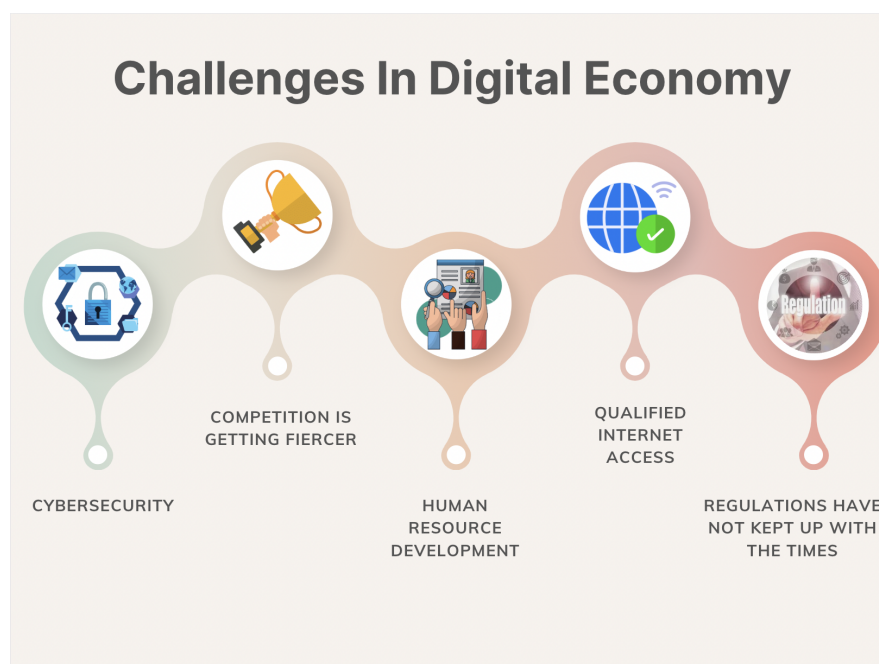 Challenges In Digital Economy
Regulation
COMPETITION IS
GETTING FIERCER
QUALIFIED
INTERNET
ACCESS
CYBERSECURITY
HUMAN
RESOURCE
DEVELOPMENT
REGULATIONS HAVE
NOT KEPT UP WITH
THE TIMES